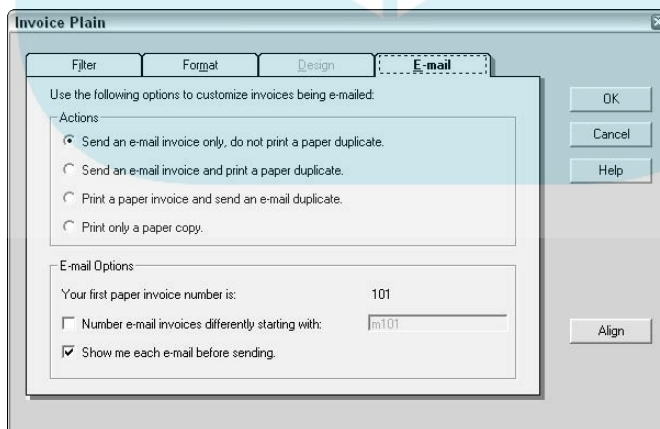 Invoice Plain
Filter
Format
Design
E-mail
Use the following options to customize invoices being e-mailed:
Actions
Send an e-mail invoice only, do not print a paper duplicate.
Send an e-mail invoice and print a paper duplicate.
Print a paper invoice and send an e-mail duplicate.
Print only a paper copy.
E-mail Options
Your first paper invoice number is: 101
Number e-mail invoices differently starting with: m101
Show me each e-mail before sending.
OK
Cancel
Help
Align